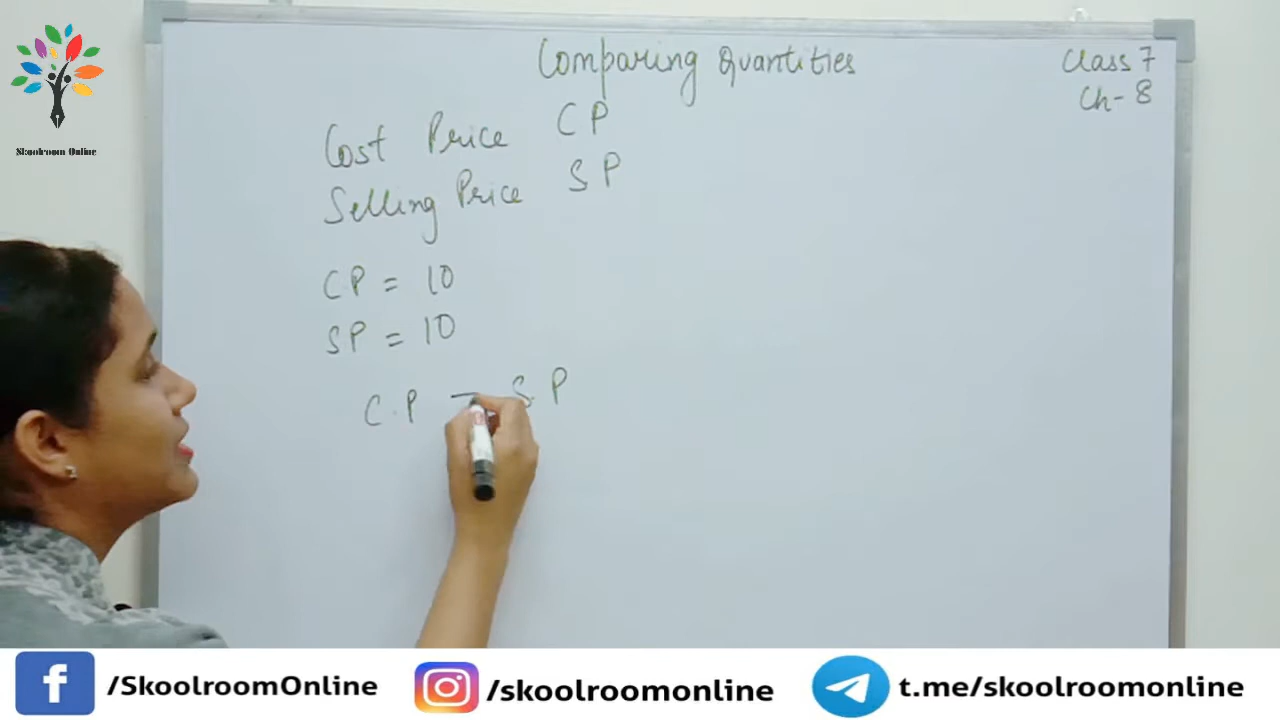 Skoolroom Online
Comparing Quantities
Class 7
Ch- 8
Cost Price CP
Selling Price SP
CP = 10
SP = 10
C.P = S.P
/SkoolroomOnline
/skoolroomonline
t.me/skoolroomonline